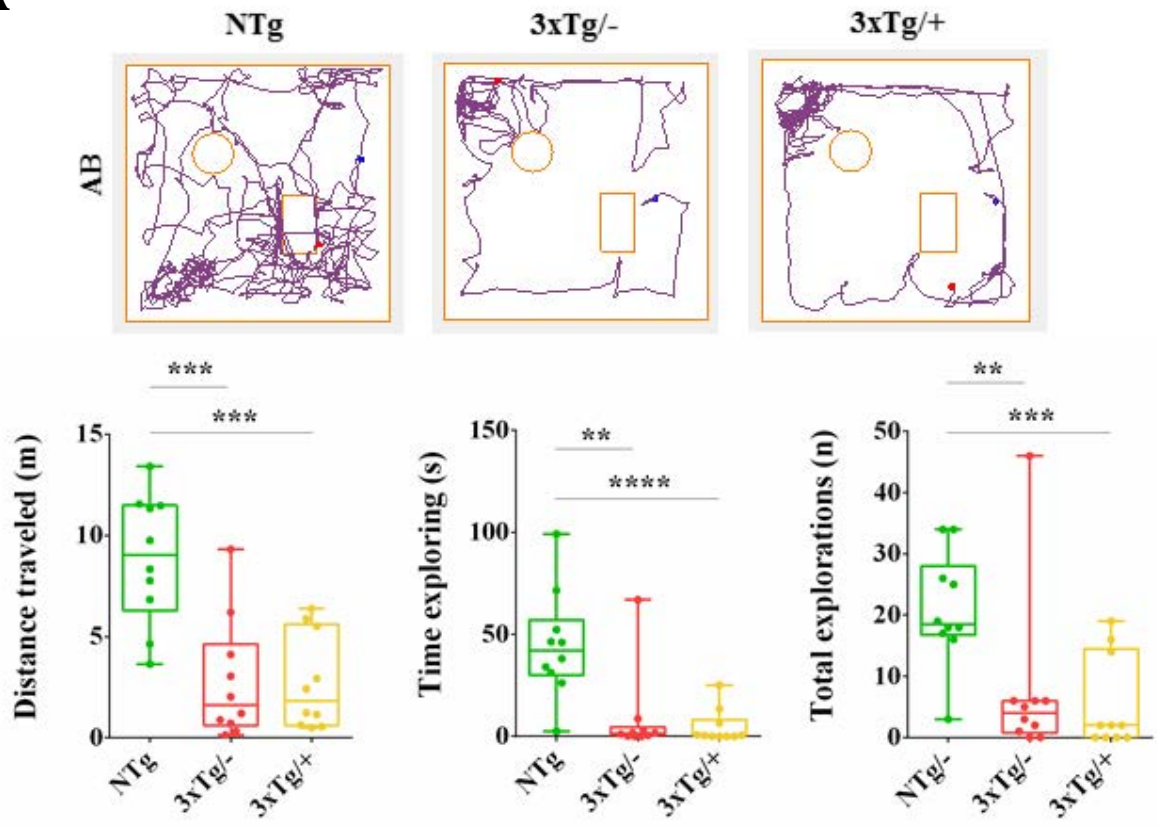 NTg
3xTg/-
3xTg/+
AB
***
***
Distance traveled (m)
15
10
5
0
NTg
3xTg/-
3xTg/+
**
****
Time exploring (s)
150
100
50
0
NTg
3xTg/-
3xTg/+
**
***
Total explorations (n)
50
40
30
20
10
0
NTg/-
3xTg/-
3xTg/+